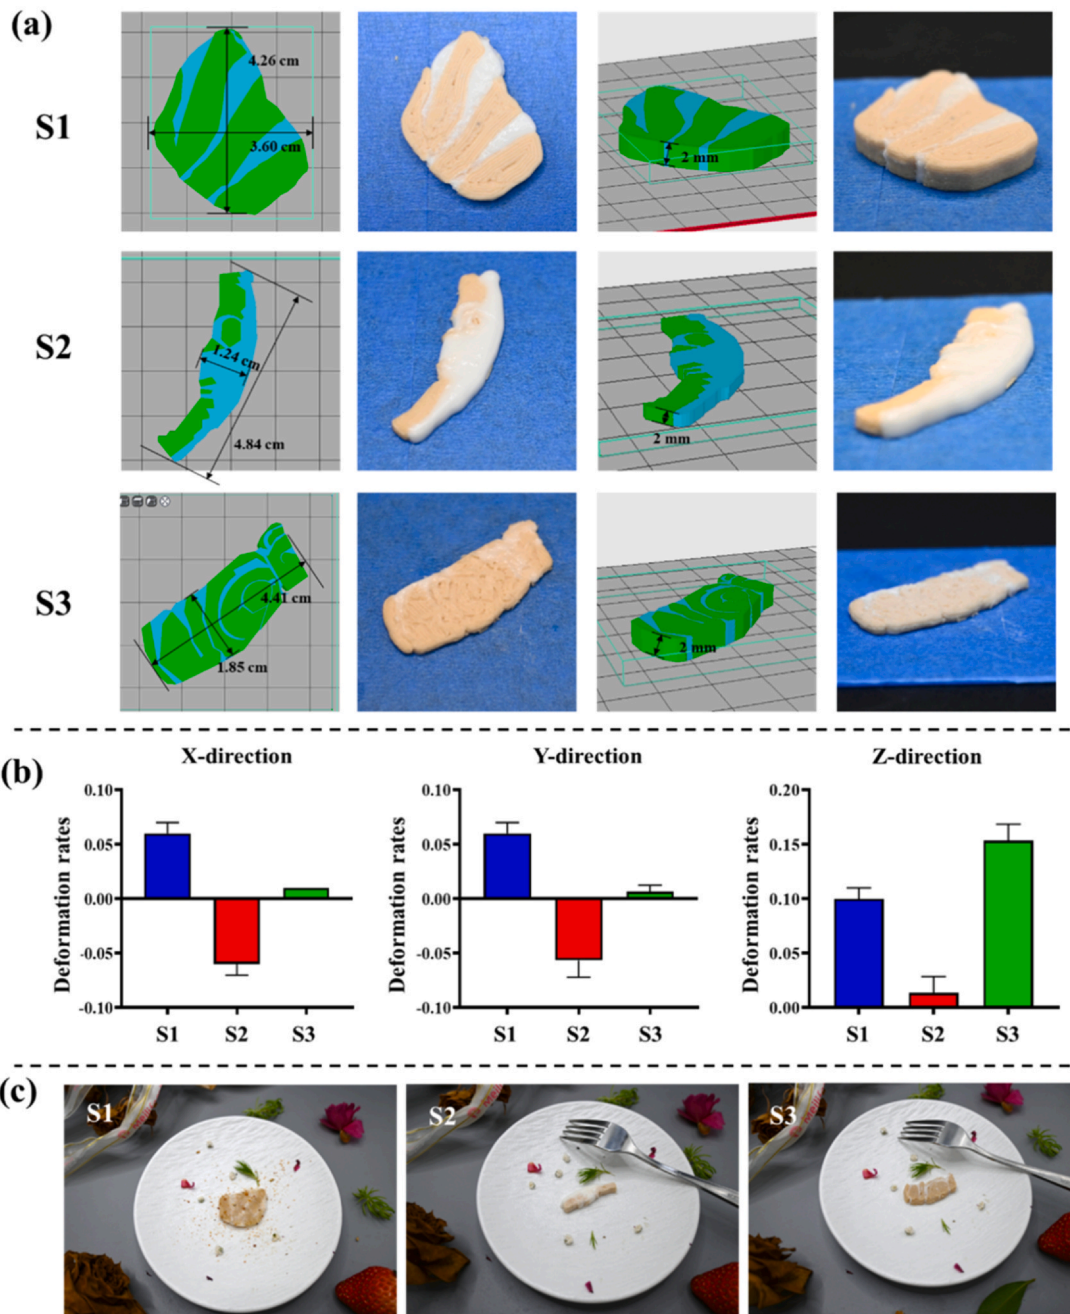 (a)
S1
4.26 cm
3.60 cm
2 mm
S2
1.24 cm
4.84 cm
2 mm
S3
4.41 cm
1.85 cm
2 mm
(b)
X-direction
Deformation rates
0.10
0.05
0.00
-0.05
-0.10
S1 S2 S3
Y-direction
Deformation rates
0.10
0.05
0.00
-0.05
-0.10
S1 S2 S3
Z-direction
Deformation rates
0.20
0.15
0.10
0.05
0.00
S1 S2 S3
(c)
S1
S2
S3